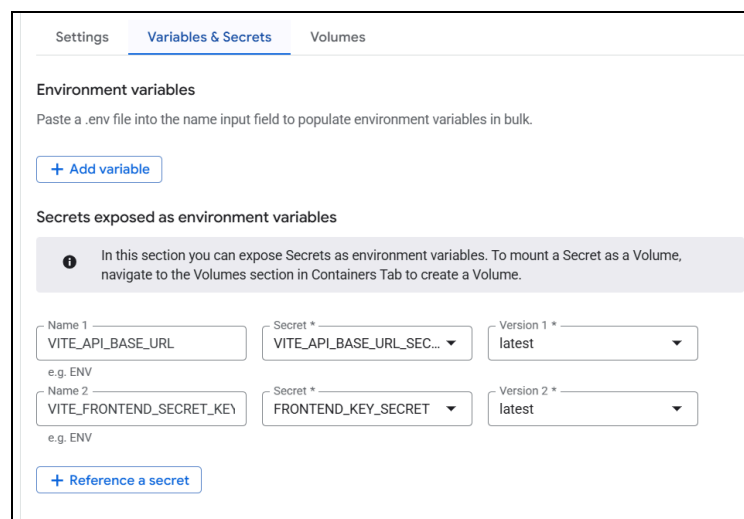 Settings Variables & Secrets Volumes
Environment variables
Paste a .env file into the name input field to populate environment variables in bulk.
+ Add variable
Secrets exposed as environment variables
In this section you can expose Secrets as environment variables. To mount a Secret as a Volume,
navigate to the Volumes section in Containers Tab to create a Volume.
Name 1 Secret * Version 1 *
VITE_API_BASE_URL VITE_API_BASE_URL_SEC... latest
e.g. ENV
Name 2 Secret * Version 2 *
VITE_FRONTEND_SECRET_KEY FRONTEND_KEY_SECRET latest
e.g. ENV
+ Reference a secret